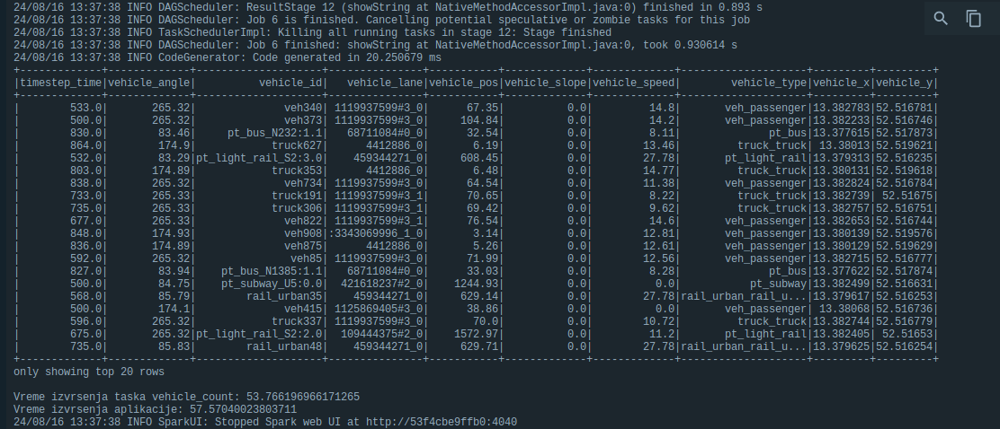 24/08/16 13:37:38 INFO DAGScheduler: ResultStage 12 (showString at NativeMethodAccessorImpl.java:0) finished in 0.893 s
24/08/16 13:37:38 INFO DAGScheduler: Job 6 is finished. Cancelling potential speculative or zombie tasks for this job
24/08/16 13:37:38 INFO TaskSchedulerImpl: Killing all running tasks in stage 12: Stage finished
24/08/16 13:37:38 INFO DAGScheduler: Job 6 finished: showString at NativeMethodAccessorImpl.java:0, took 0.930614 s
24/08/16 13:37:38 INFO CodeGenerator: Code generated in 20.250679 ms
+-------------+-------------+--------------------+---------------+-----------+-------------+-------------+--------------------+---------+---------+
|timestep_time|vehicle_angle|          vehicle_id|   vehicle_lane|vehicle_pos|vehicle_slope|vehicle_speed|        vehicle_type|vehicle_x|vehicle_y|
+-------------+-------------+--------------------+---------------+-----------+-------------+-------------+--------------------+---------+---------+
|        533.0|       265.32|              veh340| 1119937599#3_0|      67.35|          0.0|         14.8|       veh_passenger|13.382783|52.516781|
|        500.0|       265.32|              veh373| 1119937599#3_0|     104.84|          0.0|         14.2|       veh_passenger|13.382233|52.516746|
|        830.0|        83.46|     pt_bus_N232:1.1|   68711084#0_0|      32.54|          0.0|         8.11|              pt_bus|13.377615|52.517873|
|        864.0|        174.9|            truck627|      4412886_0|       6.19|          0.0|        13.46|         truck_truck| 13.38013|52.519621|
|        532.0|        83.29|pt_light_rail_S2:3.0|    459344271_0|     608.45|          0.0|        27.78|       pt_light_rail|13.379313|52.516235|
|        803.0|       174.89|            truck353|      4412886_0|       6.48|          0.0|        14.77|         truck_truck|13.380131|52.519618|
|        838.0|       265.32|              veh734| 1119937599#3_0|      64.54|          0.0|        11.38|       veh_passenger|13.382824|52.516784|
|        733.0|       265.33|            truck191| 1119937599#3_1|      70.65|          0.0|         8.22|         truck_truck|13.382739| 52.51675|
|        735.0|       265.33|            truck306| 1119937599#3_1|      69.42|          0.0|         9.62|         truck_truck|13.382757|52.516751|
|        677.0|       265.33|              veh822| 1119937599#3_1|      76.54|          0.0|         14.6|       veh_passenger|13.382653|52.516744|
|        848.0|       174.93|              veh908|:3343069996_1_0|       3.14|          0.0|        12.81|       veh_passenger|13.380139|52.519576|
|        836.0|       174.89|              veh875|      4412886_0|       5.26|          0.0|        12.61|       veh_passenger|13.380129|52.519629|
|        592.0|       265.32|               veh85| 1119937599#3_0|      71.99|          0.0|        12.56|       veh_passenger|13.382715|52.516777|
|        827.0|        83.94|    pt_bus_N1385:1.1|   68711084#0_0|      33.03|          0.0|         8.28|              pt_bus|13.377622|52.517874|
|        500.0|        84.75|    pt_subway_U5:0.0|  421618237#2_0|    1244.93|          0.0|          0.0|           pt_subway|13.382499|52.516631|
|        568.0|        85.79|        rail_urban35|    459344271_0|     629.14|          0.0|        27.78|rail_urban_rail_u...|13.379617|52.516253|
|        500.0|        174.1|              veh415| 1125869405#3_0|      38.86|          0.0|          0.0|       veh_passenger| 13.38068|52.516736|
|        596.0|       265.32|            truck337| 1119937599#3_0|       70.0|          0.0|        10.72|         truck_truck|13.382744|52.516779|
|        675.0|       265.32|pt_light_rail_S2:2.0|  109444375#2_0|    1572.97|          0.0|         11.2|       pt_light_rail|13.382405| 52.51653|
|        735.0|        85.83|        rail_urban48|    459344271_0|     629.71|          0.0|        27.78|rail_urban_rail_u...|13.379625|52.516254|
+-------------+-------------+--------------------+---------------+-----------+-------------+-------------+--------------------+---------+---------+
only showing top 20 rows
Vreme izvrsenja taska vehicle_count: 53.766196966171265
Vreme izvrsenja aplikacije: 57.57040023803711
24/08/16 13:37:38 INFO SparkUI: Stopped Spark web UI at http://53f4cbe9ffb0:4040